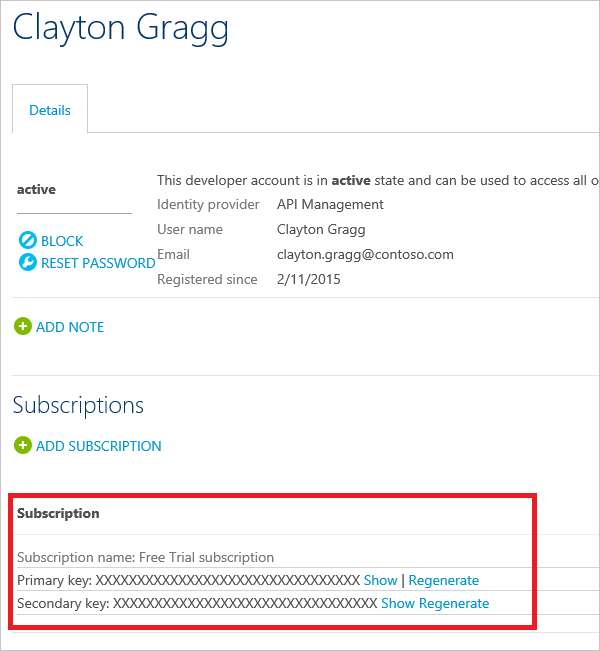 Clayton Gragg
Details
active
This developer account is in active state and can be used to access all o
Identity provider API Management
User name Clayton Gragg
Email clayton.gragg@contoso.com
Registered since 2/11/2015
BLOCK
RESET PASSWORD
ADD NOTE
Subscriptions
ADD SUBSCRIPTION
Subscription
Subscription name: Free Trial subscription
Primary key: XXXXXXXXXXXXXXXXXXXXXXXXXXXXXXXX Show | Regenerate
Secondary key: XXXXXXXXXXXXXXXXXXXXXXXXXXXXXXXX Show Regenerate